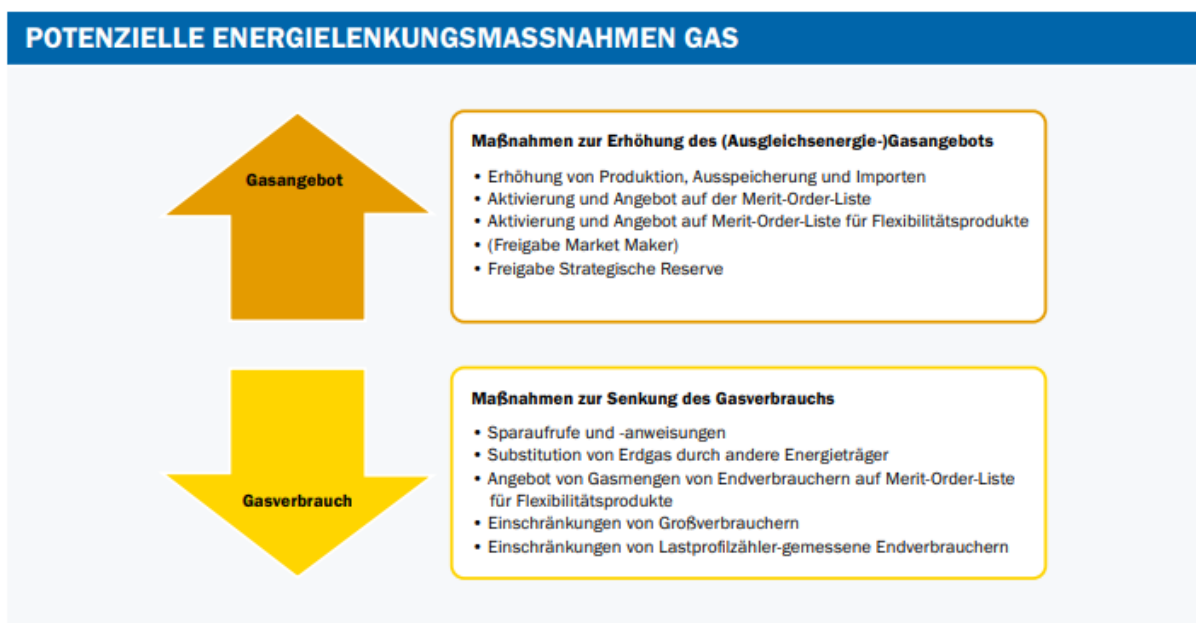 POTENZIELLE ENERGIELENKUNGSMASSNAHMEN GAS
Gasangebot
Maßnahmen zur Erhöhung des (Ausgleichsenergie-)Gasangebots
• Erhöhung von Produktion, Ausspeicherung und Importen
• Aktivierung und Angebot auf der Merit-Order-Liste
• Aktivierung und Angebot auf Merit-Order-Liste für Flexibilitätsprodukte
• (Freigabe Market Maker)
• Freigabe Strategische Reserve
Gasverbrauch
Maßnahmen zur Senkung des Gasverbrauchs
• Sparaufrufe und -anweisungen
• Substitution von Erdgas durch andere Energieträger
• Angebot von Gasmengen von Endverbrauchern auf Merit-Order-Liste
für Flexibilitätsprodukte
• Einschränkungen von Großverbrauchern
• Einschränkungen von Lastprofilzähler-gemessene Endverbrauchern